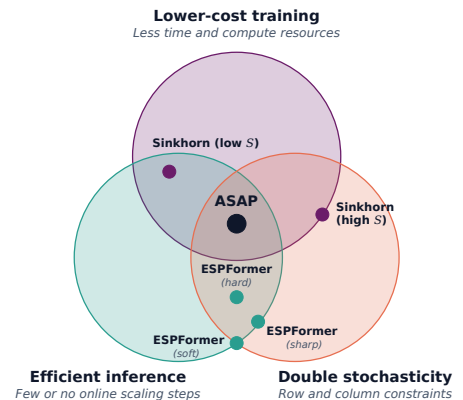 Lower-cost training
Less time and compute resources
Sinkhorn (low S)
ASAP
Sinkhorn
(high S)
ESPFormer
(hard)
ESPFormer
(sharp)
ESPFormer
(soft)
Efficient inference
Few or no online scaling steps
Double stochasticity
Row and column constraints